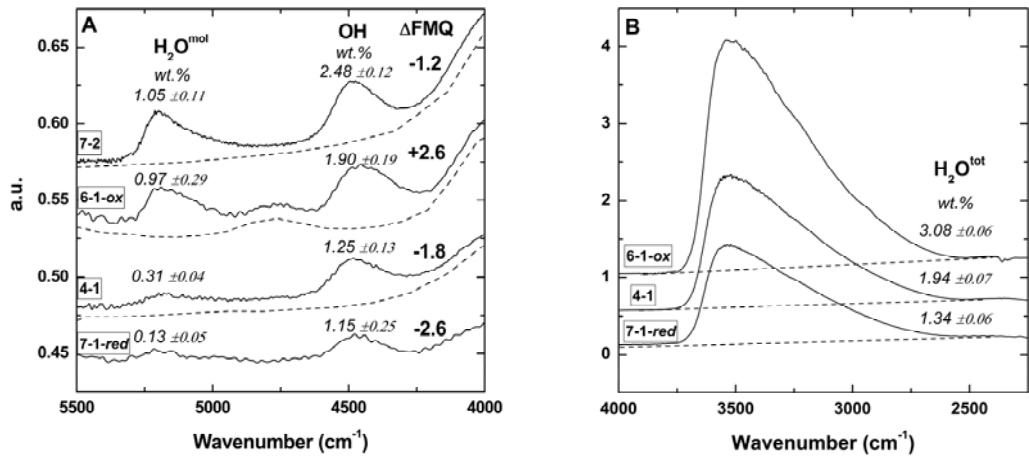 A
H₂Oᵐᵒˡ
wt.%
1.05 ±0.11
OH
wt.%
2.48 ±0.12
ΔFMQ
-1.2
7-2
0.97 ±0.29
1.90 ±0.19
+2.6
6-1-ox
0.31 ±0.04
1.25 ±0.13
-1.8
4-1
0.13 ±0.05
1.15 ±0.25
-2.6
7-1-red
a.u.
0.65
0.60
0.55
0.50
0.45
5500 5000 4500 4000
Wavenumber (cm⁻¹)
B
4
3
2
1
0
H₂Oᵗᵒᵗ
wt.%
3.08 ±0.06
6-1-ox
1.94 ±0.07
4-1
1.34 ±0.06
7-1-red
4000 3500 3000 2500
Wavenumber (cm⁻¹)